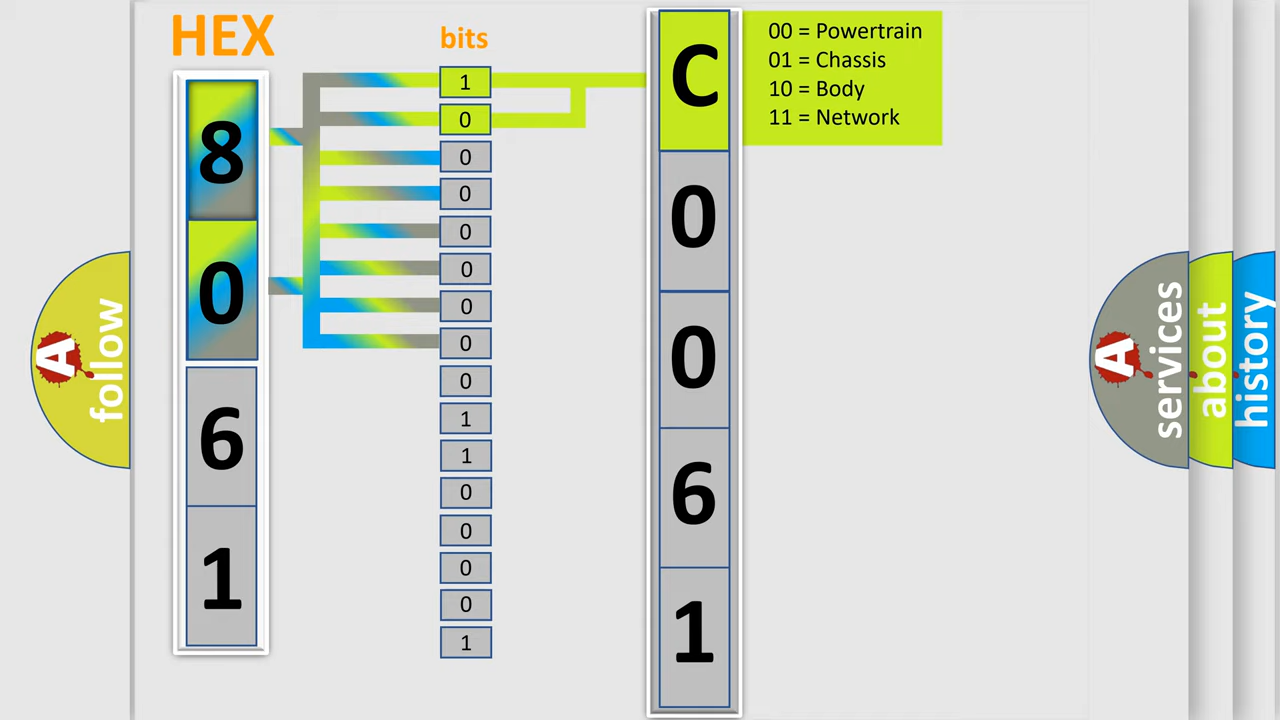 HEX
bits
8
0
6
1
1
0
0
0
0
0
0
0
0
1
1
0
0
0
0
1
C
0
0
6
1
00 = Powertrain
01 = Chassis
10 = Body
11 = Network
A
follow
A
services
about
history